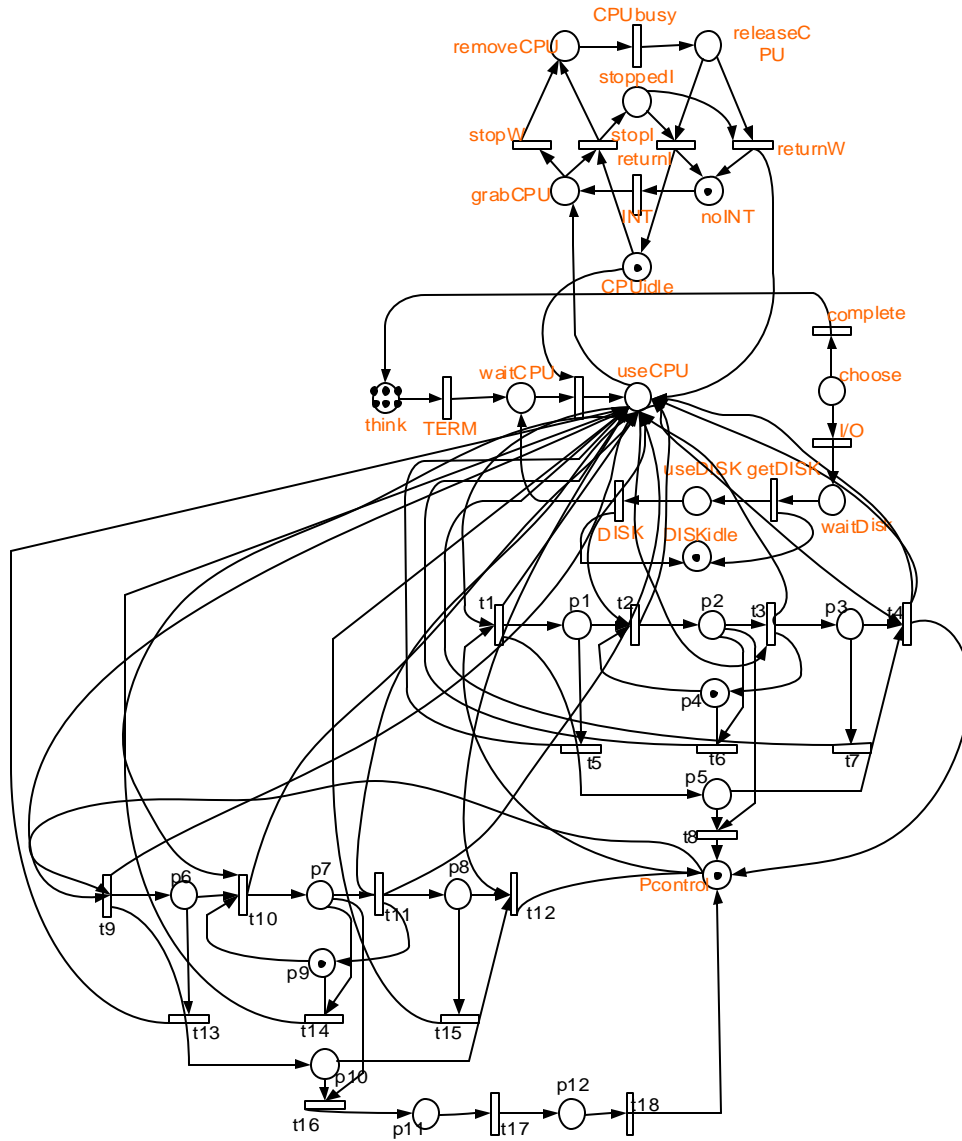 CPUbusy
removeCPU
releaseC
PU
stoppedI
stopW
stopI
returnI
returnW
grabCPU
INT
noINT
CPUidle
complete
waitCPU
useCPU
choose
think
TERM
I/O
useDISK
getDISK
DISK
DISKidle
waitDisk
t1
p1
t2
p2
t3
p3
t4
p4
t5
t6
t7
p5
t8
Pcontrol
p6
p7
p8
t9
t10
t11
t12
p9
t13
t14
t15
p10
t16
p11
t17
p12
t18